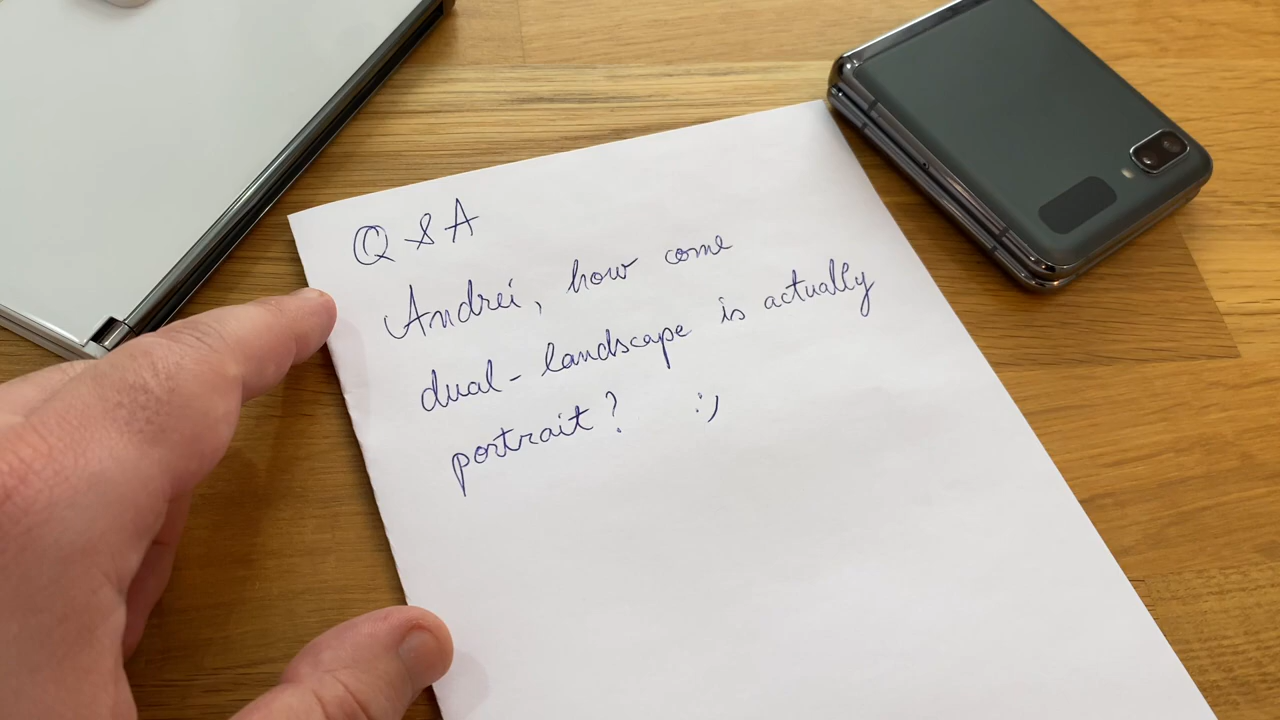 Q & A
Andrei, how come
dual-landscape is actually
portrait? :)